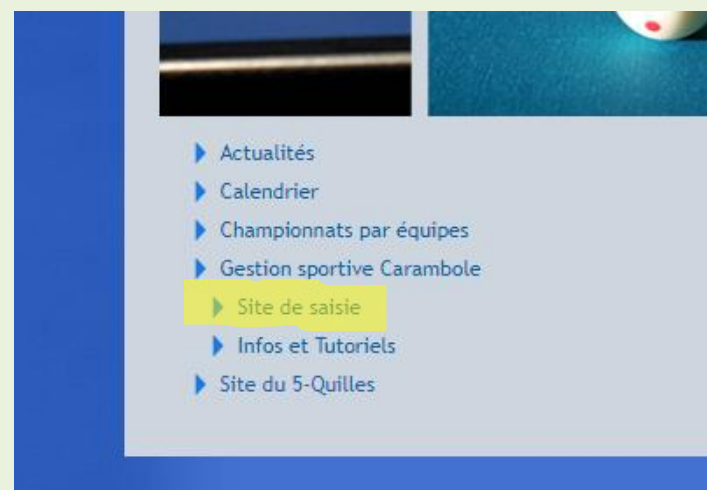 Actualités
Calendrier
Championnats par équipes
Gestion sportive Carambole
Site de saisie
Infos et Tutoriels
Site du 5-Quilles